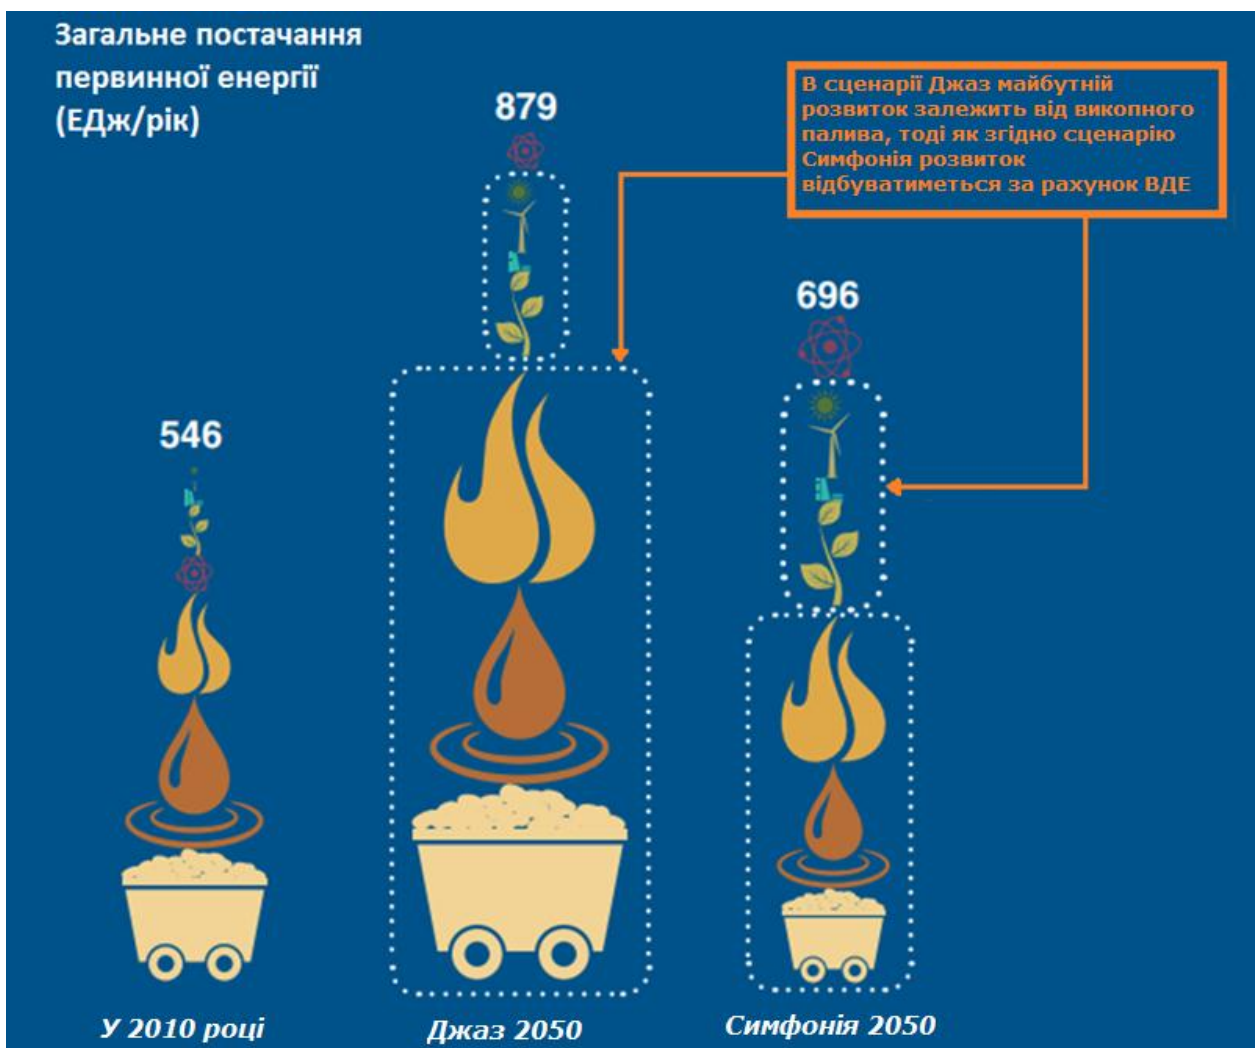 Загальне постачання
первинної енергії
(ЕДж/рік)
879
В сценарії Джаз майбутній
розвиток залежить від викопного
палива, тоді як згідно сценарію
Симфонія розвиток
відбуватиметься за рахунок ВДЕ
696
546
У 2010 році
Джаз 2050
Симфонія 2050